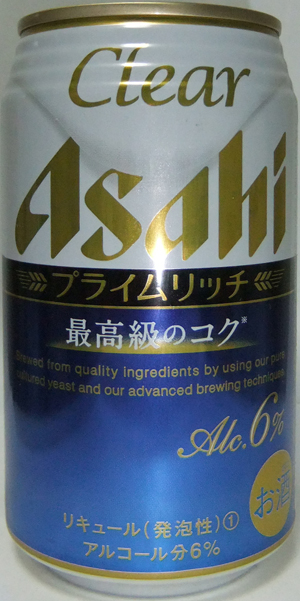 Clear
Asahi
プライムリッチ
最高級のコク※
Brewed from quality ingredients by using our pure
cultured yeast and our advanced brewing technique.
Alc.6%
お酒
リキュール(発泡性)①
アルコール分6%